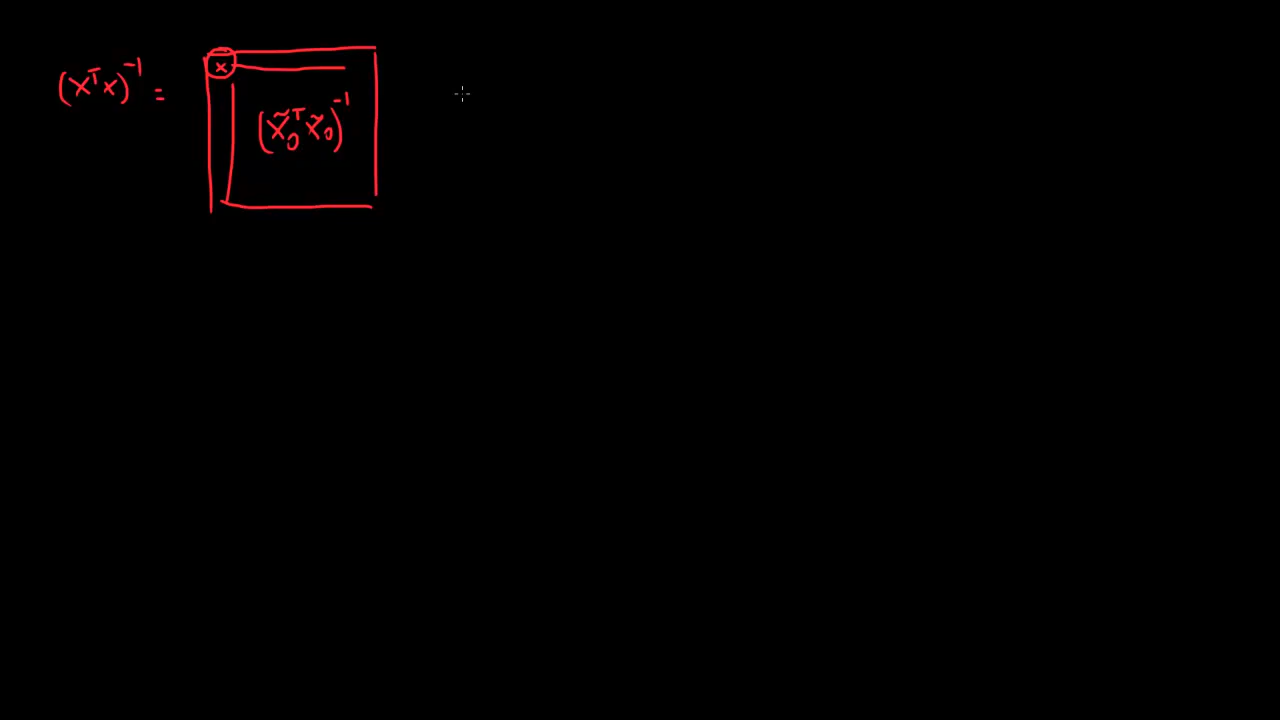 (XᵀX)⁻¹ =
x
(X̃₀ᵀX̃₀)⁻¹